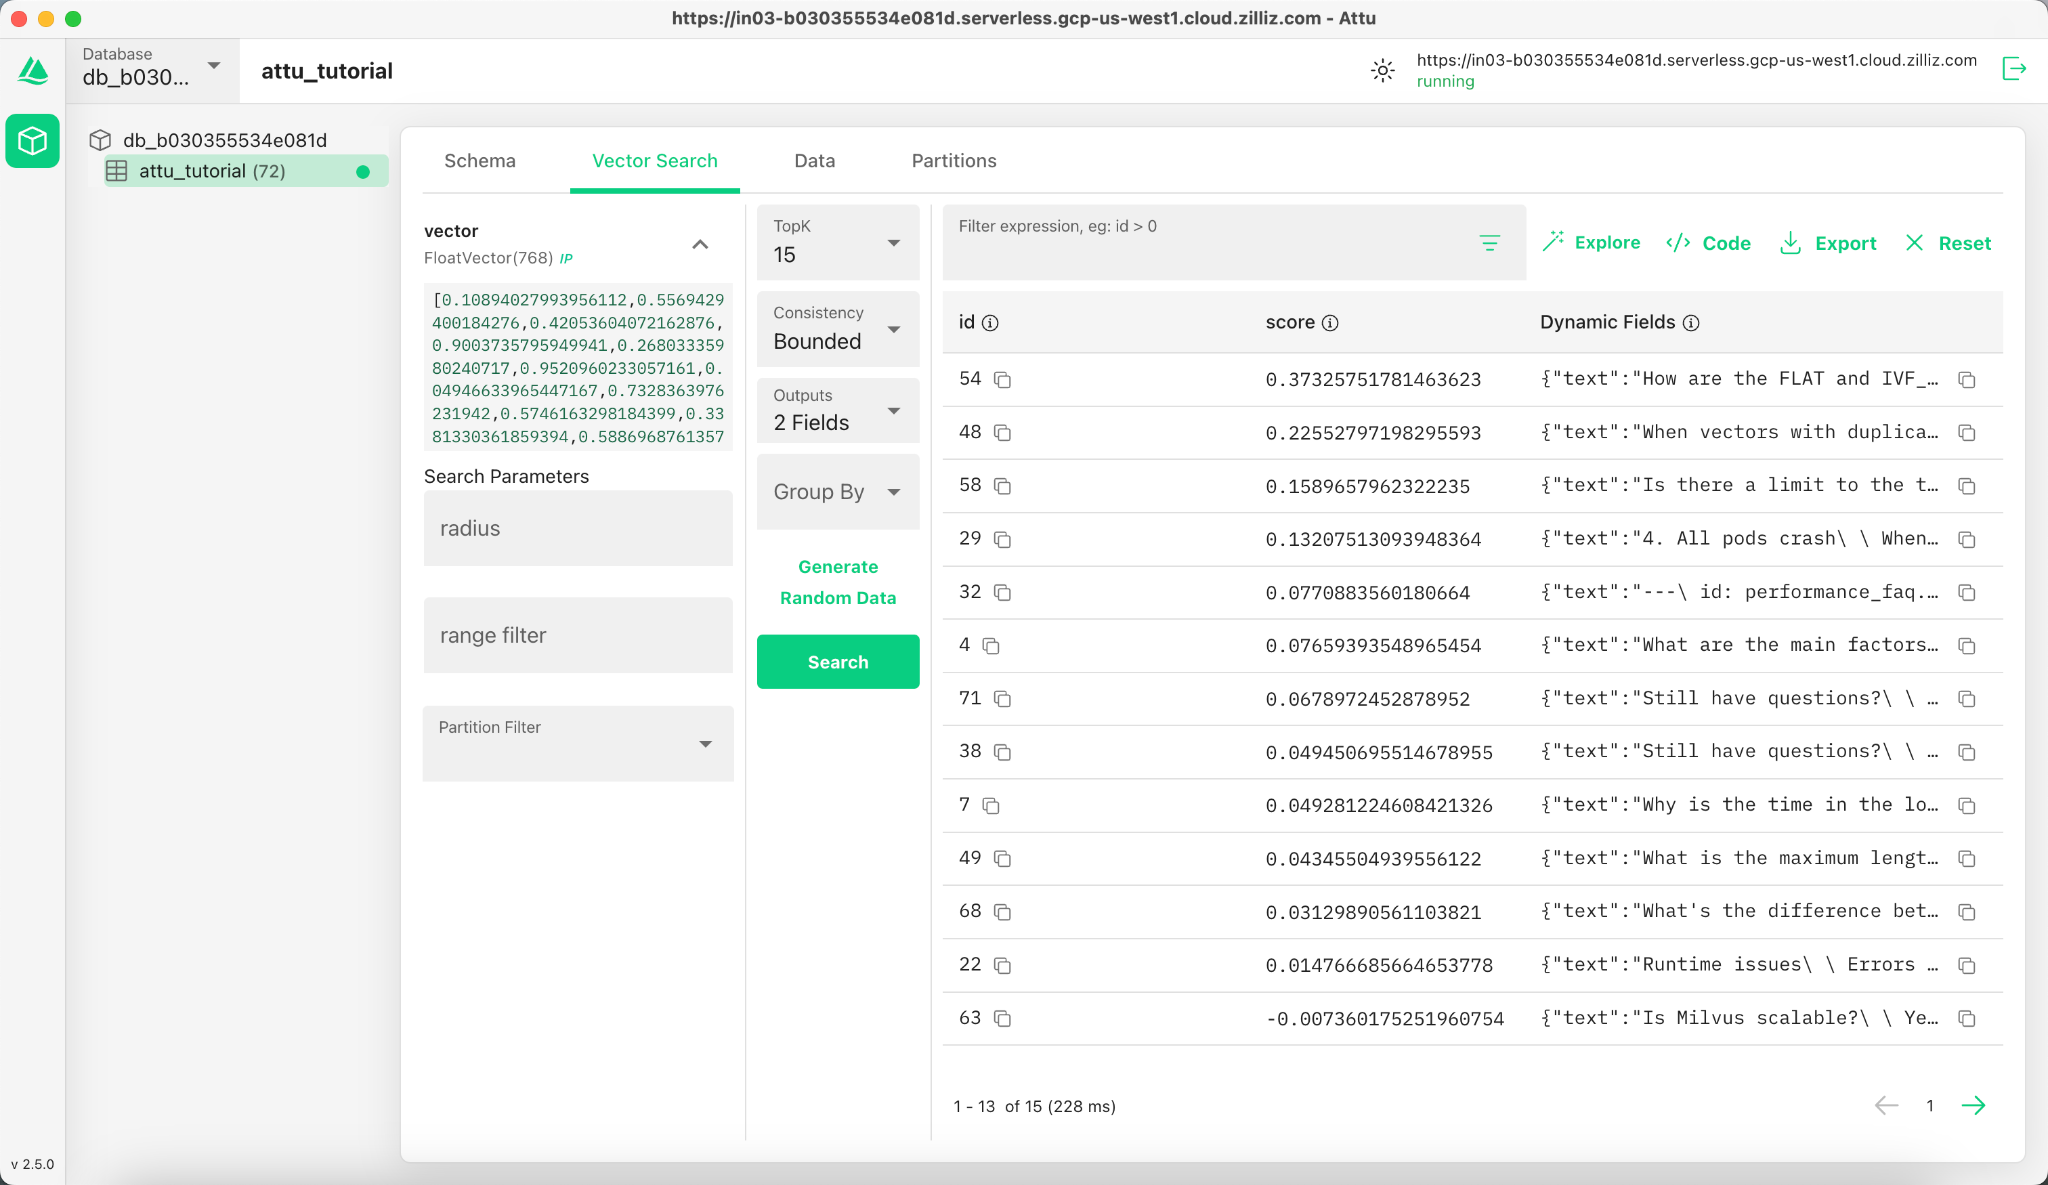 https://in03-b030355534e081d.serverless.gcp-us-west1.cloud.zilliz.com - Attu
Database
db_b030...
attu_tutorial
https://in03-b030355534e081d.serverless.gcp-us-west1.cloud.zilliz.com
running
db_b030355534e081d
attu_tutorial (72)
Schema
Vector Search
Data
Partitions
vector
FloatVector(768) IP
[0.10894027993956112,0.5569429
400184276,0.42053604072162876,
0.9003735795949941,0.268033359
80240717,0.9520960233057161,0.
04946633965447167,0.7328363976
231942,0.5746163298184399,0.33
81330361859394,0.5886968761357
Search Parameters
radius
range filter
Partition Filter
TopK
15
Consistency
Bounded
Outputs
2 Fields
Group By
Generate
Random Data
Search
Filter expression, eg: id > 0
Explore
</> Code
Export
Reset
id score Dynamic Fields
54 0.37325751781463623 {"text":"How are the FLAT and IVF_…
48 0.22552797198295593 {"text":"When vectors with duplica…
58 0.1589657962322235 {"text":"Is there a limit to the t…
29 0.13207513093948364 {"text":"4. All pods crash\ \ When…
32 0.0770883560180664 {"text":"---\ id: performance_faq.…
4 0.07659393548965454 {"text":"What are the main factors…
71 0.0678972452878952 {"text":"Still have questions?\ \ …
38 0.049450695514678955 {"text":"Still have questions?\ \ …
7 0.049281224608421326 {"text":"Why is the time in the lo…
49 0.04345504939556122 {"text":"What is the maximum lengt…
68 0.03129890561103821 {"text":"What's the difference bet…
22 0.014766685664653778 {"text":"Runtime issues\ \ Errors …
63 -0.007360175251960754 {"text":"Is Milvus scalable?\ \ Ye…
1 - 13 of 15 (228 ms)
1
v 2.5.0